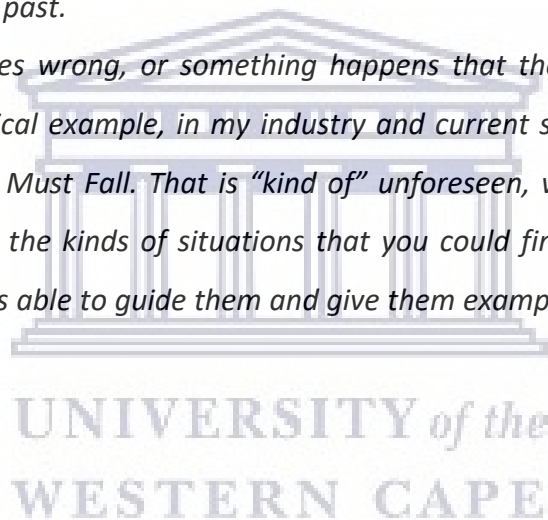 past.
es wrong, or something happens that the
ical example, in my industry and current s
Must Fall. That is “kind of” unforeseen, v
the kinds of situations that you could fin
s able to guide them and give them examp
UNIVERSITY of the
WESTERN CAPE